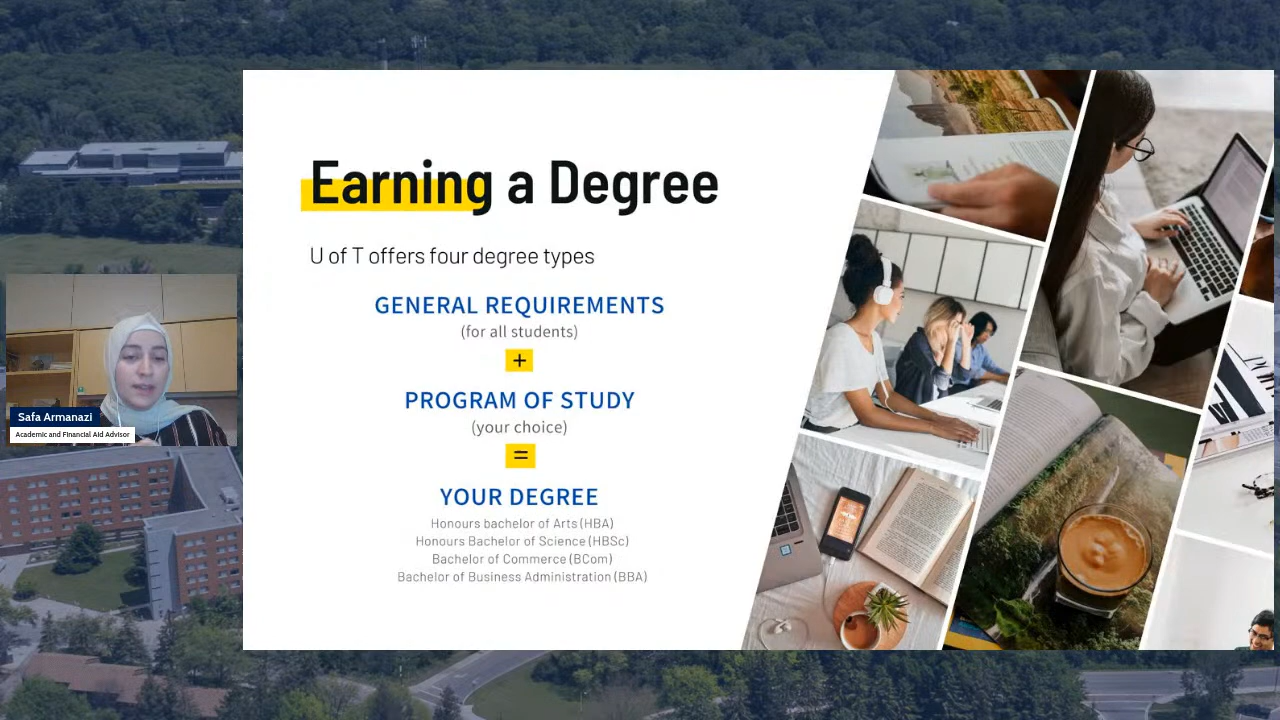 Earning a Degree
U of T offers four degree types
GENERAL REQUIREMENTS
(for all students)
+
PROGRAM OF STUDY
(your choice)
=
YOUR DEGREE
Honours bachelor of Arts (HBA)
Honours Bachelor of Science (HBSc)
Bachelor of Commerce (BCom)
Bachelor of Business Administration (BBA)
Safa Armanazi
Academic and Financial Aid Advisor